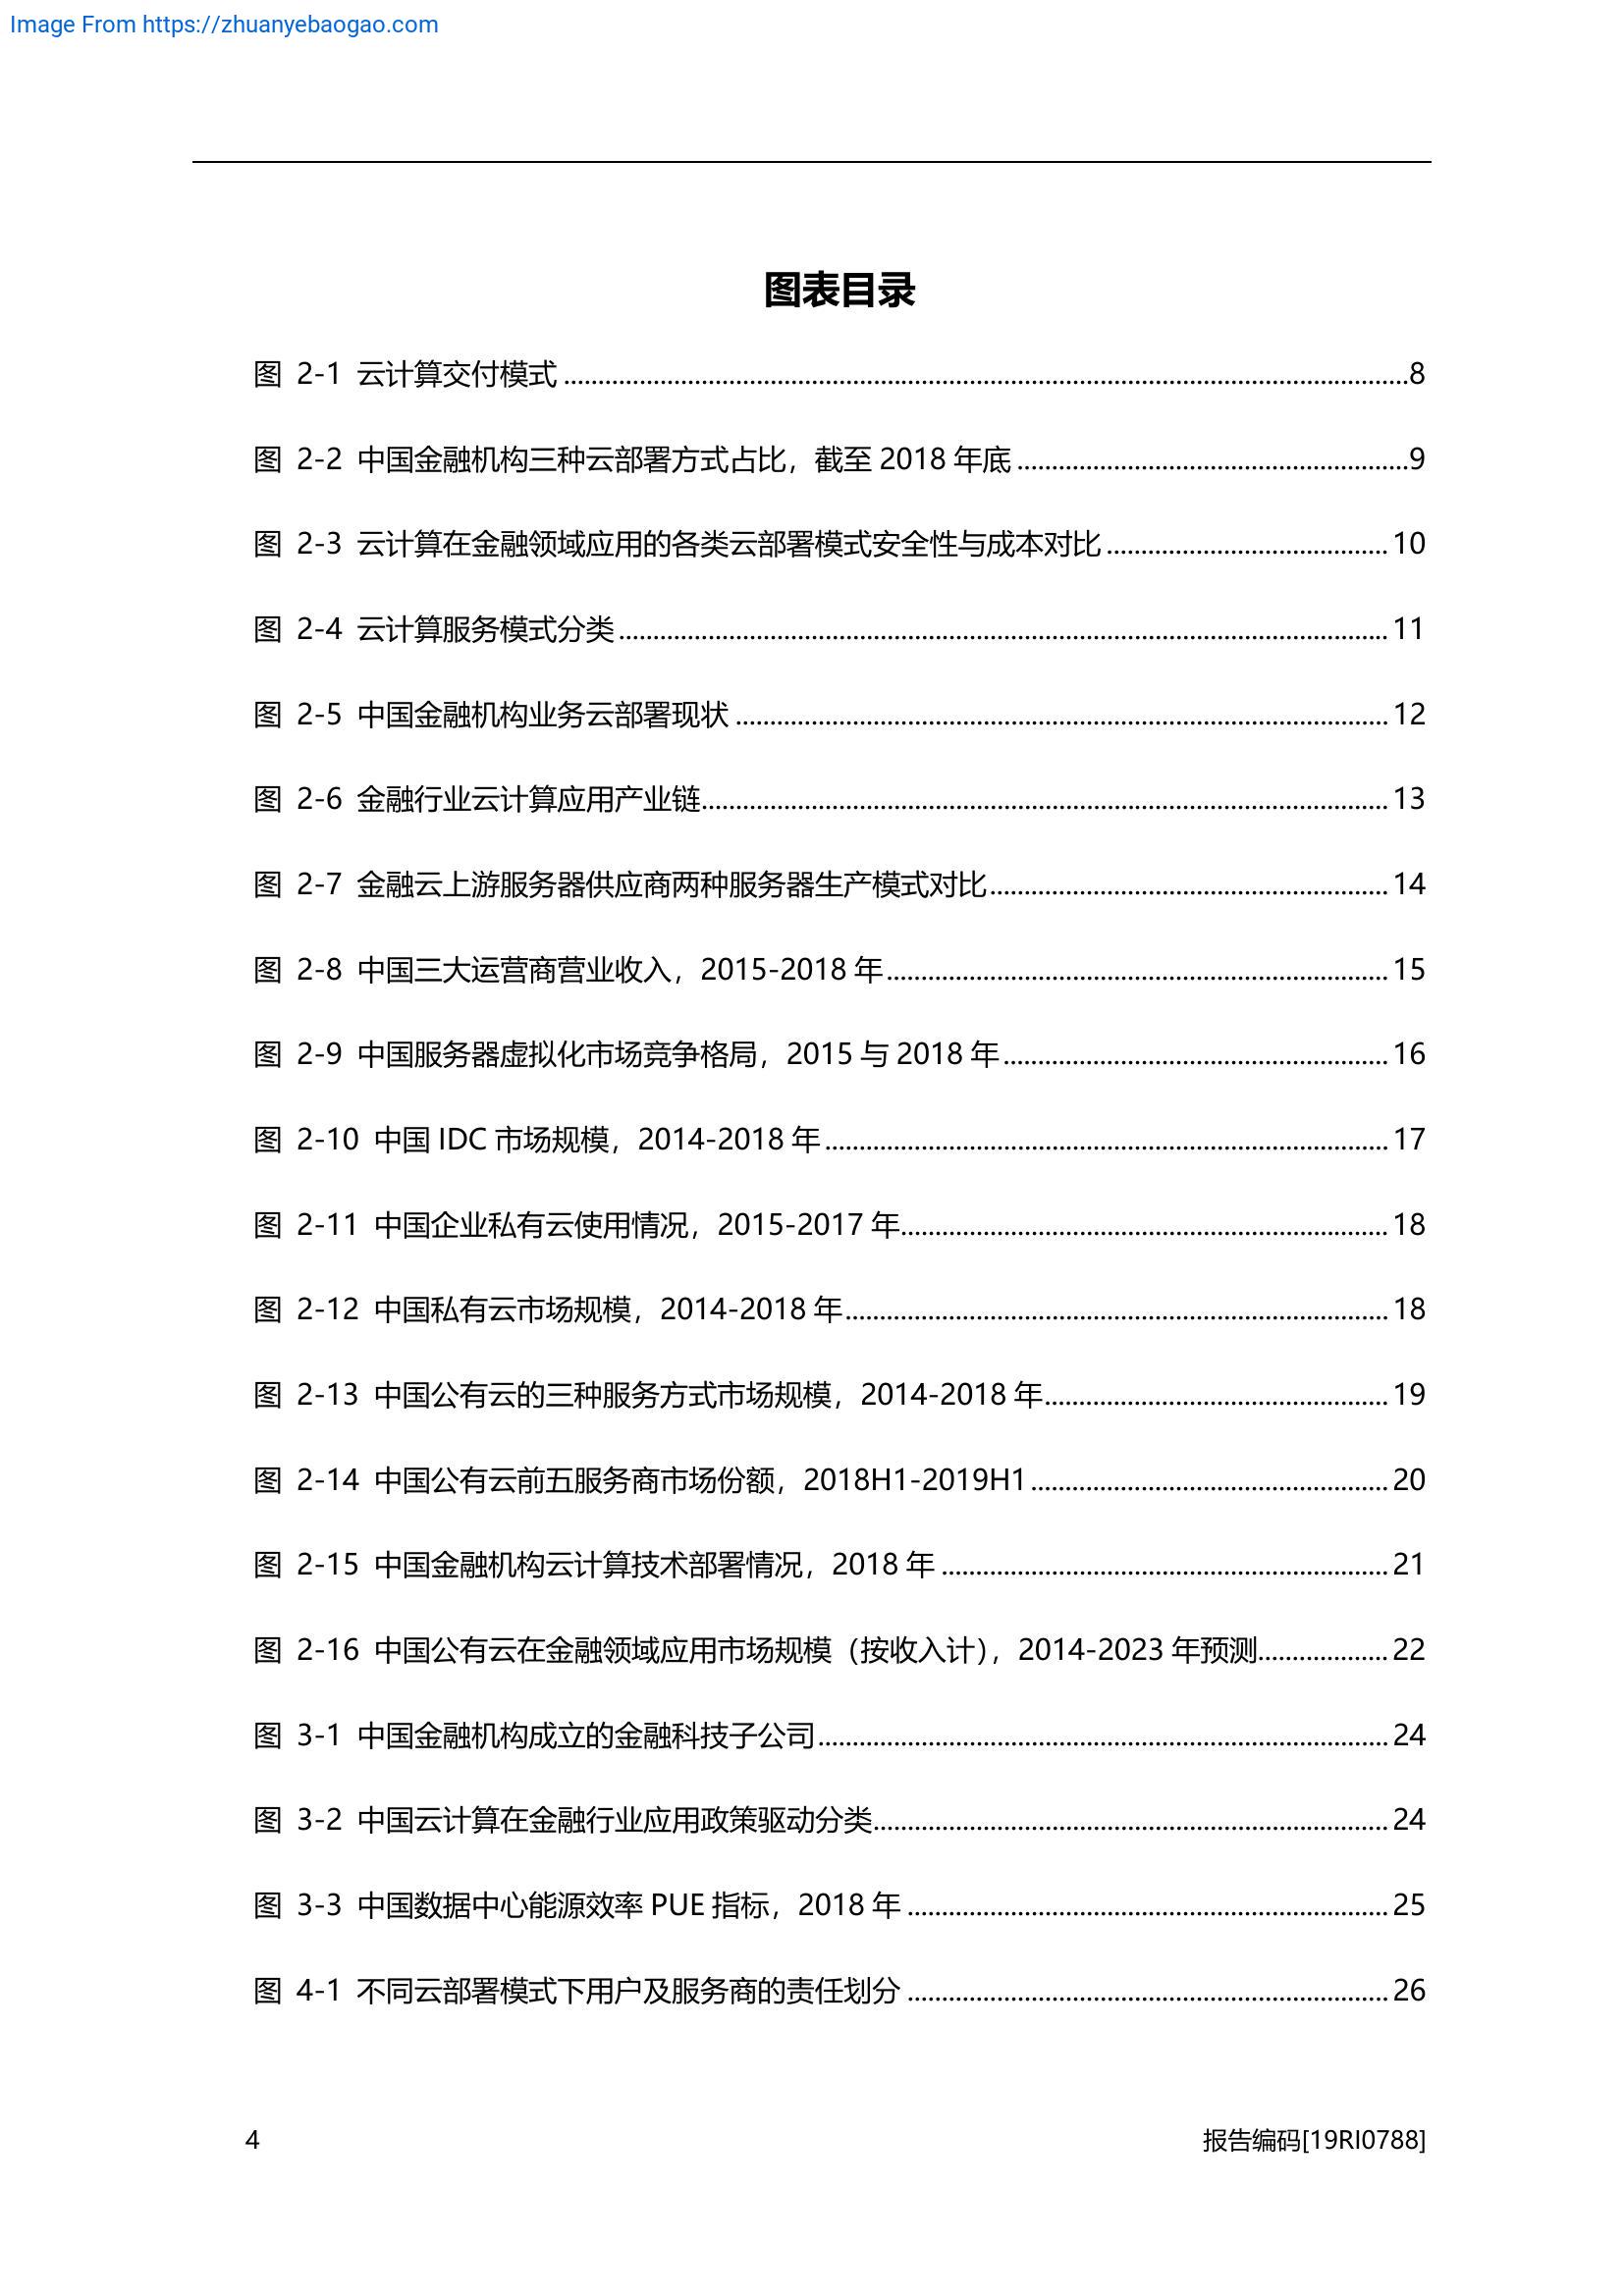 Image From https://zhuanyebaogao.com
图表目录
图 2-1 云计算交付模式 ........ 8
图 2-2 中国金融机构三种云部署方式占比，截至 2018 年底 ........ 9
图 2-3 云计算在金融领域应用的各类云部署模式安全性与成本对比 ........ 10
图 2-4 云计算服务模式分类 ........ 11
图 2-5 中国金融机构业务云部署现状 ........ 12
图 2-6 金融行业云计算应用产业链 ........ 13
图 2-7 金融云上游服务器供应商两种服务器生产模式对比 ........ 14
图 2-8 中国三大运营商营业收入，2015-2018 年 ........ 15
图 2-9 中国服务器虚拟化市场竞争格局，2015 与 2018 年 ........ 16
图 2-10 中国 IDC 市场规模，2014-2018 年 ........ 17
图 2-11 中国企业私有云使用情况，2015-2017 年 ........ 18
图 2-12 中国私有云市场规模，2014-2018 年 ........ 18
图 2-13 中国公有云的三种服务方式市场规模，2014-2018 年 ........ 19
图 2-14 中国公有云前五服务商市场份额，2018H1-2019H1 ........ 20
图 2-15 中国金融机构云计算技术部署情况，2018 年 ........ 21
图 2-16 中国公有云在金融领域应用市场规模（按收入计），2014-2023 年预测 ........ 22
图 3-1 中国金融机构成立的金融科技子公司 ........ 24
图 3-2 中国云计算在金融行业应用政策驱动分类 ........ 24
图 3-3 中国数据中心能源效率 PUE 指标，2018 年 ........ 25
图 4-1 不同云部署模式下用户及服务商的责任划分 ........ 26
4 报告编码[19RI0788]